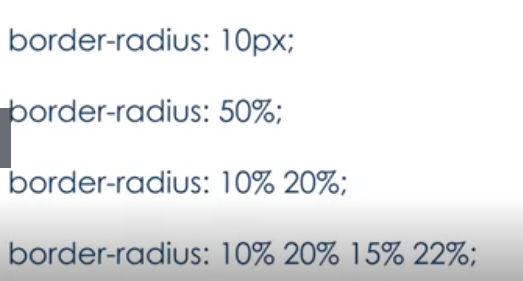 border-radius: 10px;
border-radius: 50%;
border-radius: 10% 20%;
border-radius: 10% 20% 15% 22%;